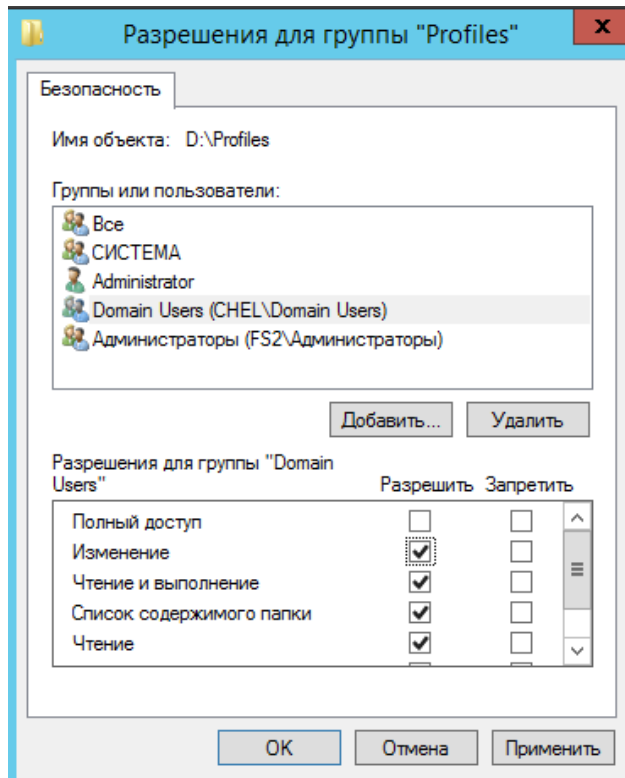 Разрешения для группы "Profiles"
x
Безопасность
Имя объекта: D:\Profiles
Группы или пользователи:
Все
СИСТЕМА
Administrator
Domain Users (CHEL\Domain Users)
Администраторы (FS2\Администраторы)
Добавить... Удалить
Разрешения для группы "Domain
Users" Разрешить Запретить
Полный доступ
Изменение
Чтение и выполнение
Список содержимого папки
Чтение
ОК Отмена Применить